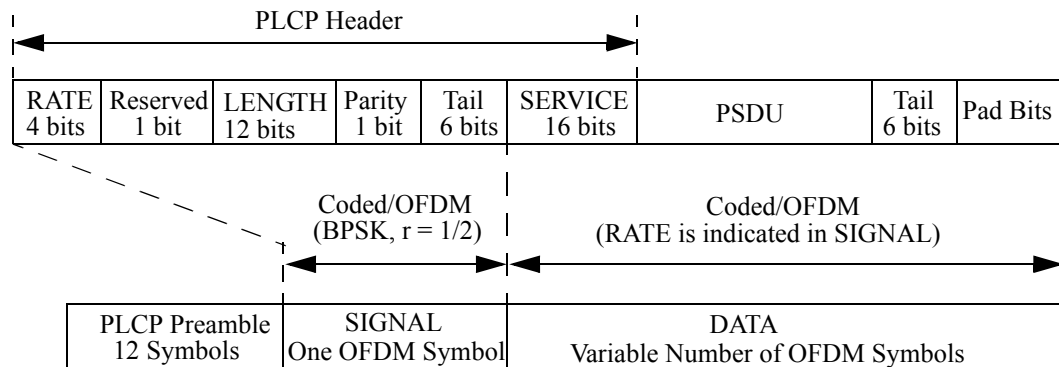 PLCP Header
RATE 4 bits
Reserved 1 bit
LENGTH 12 bits
Parity 1 bit
Tail 6 bits
SERVICE 16 bits
PSDU
Tail 6 bits
Pad Bits
Coded/OFDM
(BPSK, r = 1/2)
Coded/OFDM
(RATE is indicated in SIGNAL)
PLCP Preamble
12 Symbols
SIGNAL
One OFDM Symbol
DATA
Variable Number of OFDM Symbols